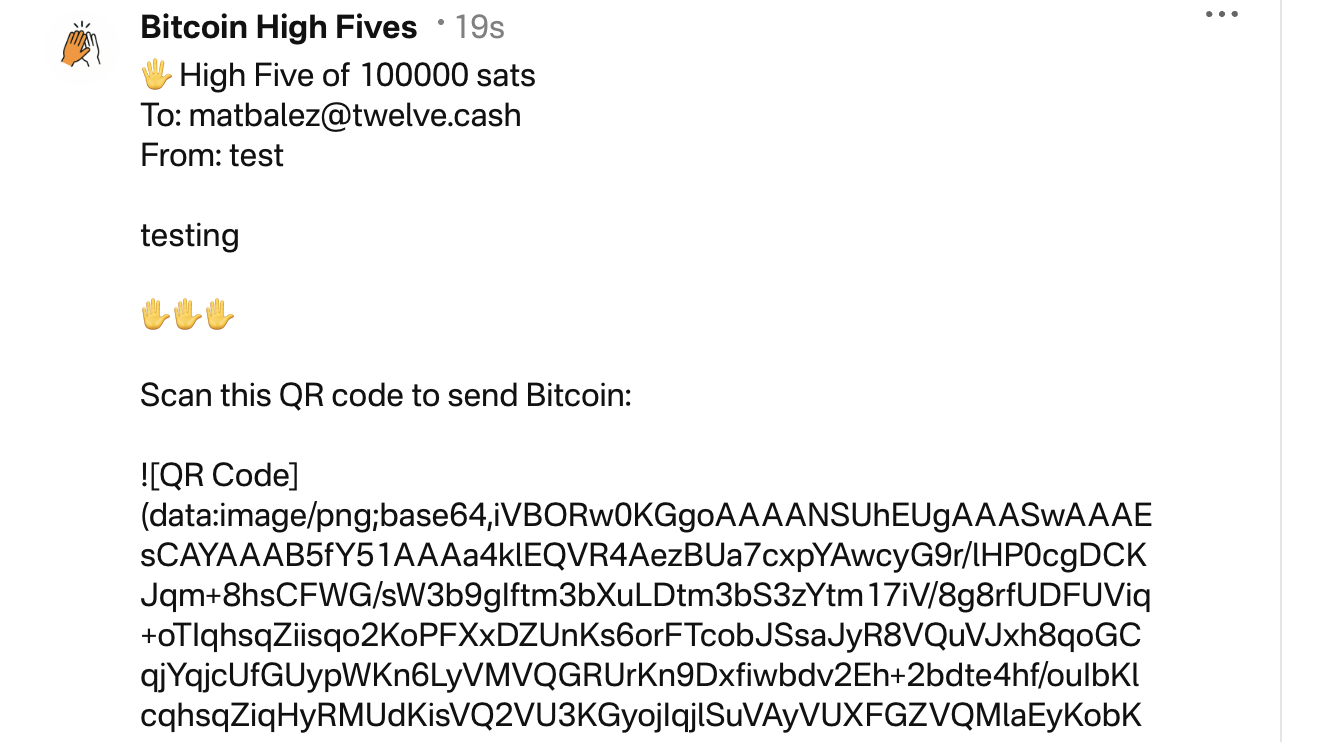 Bitcoin High Fives · 19s
🖐️ High Five of 100000 sats
To: matbalez@twelve.cash
From: test
testing
✋✋✋
Scan this QR code to send Bitcoin:
![QR Code]
(data:image/png;base64,iVBORw0KGgoAAAANSUhEUgAAASwAAAE
sCAYAAAB5fY51AAAa4klEQVR4AezBUa7cxpYAwcyG9r/lHP0cgDCK
Jqm+8hsCFWG/sW3b9gIftm3bXuLDtm3bS3zYtm17iV/8g8rfUDFUViq
+oTIqhsqZiisqo2KoPFXxDZUnKs6orFTcobJSsaJyR8VQuVJxh8qoGC
qjYqjcUfGUypWKn6LyVMVQGRUrKn9Dxfiwbdv2Eh+2bdte4hf/ouIbKl
cqhsqZiqHyRMUdKisVQ2VU3KGyojIqjlSuVAyVUXFGZVQMlaEyKobK